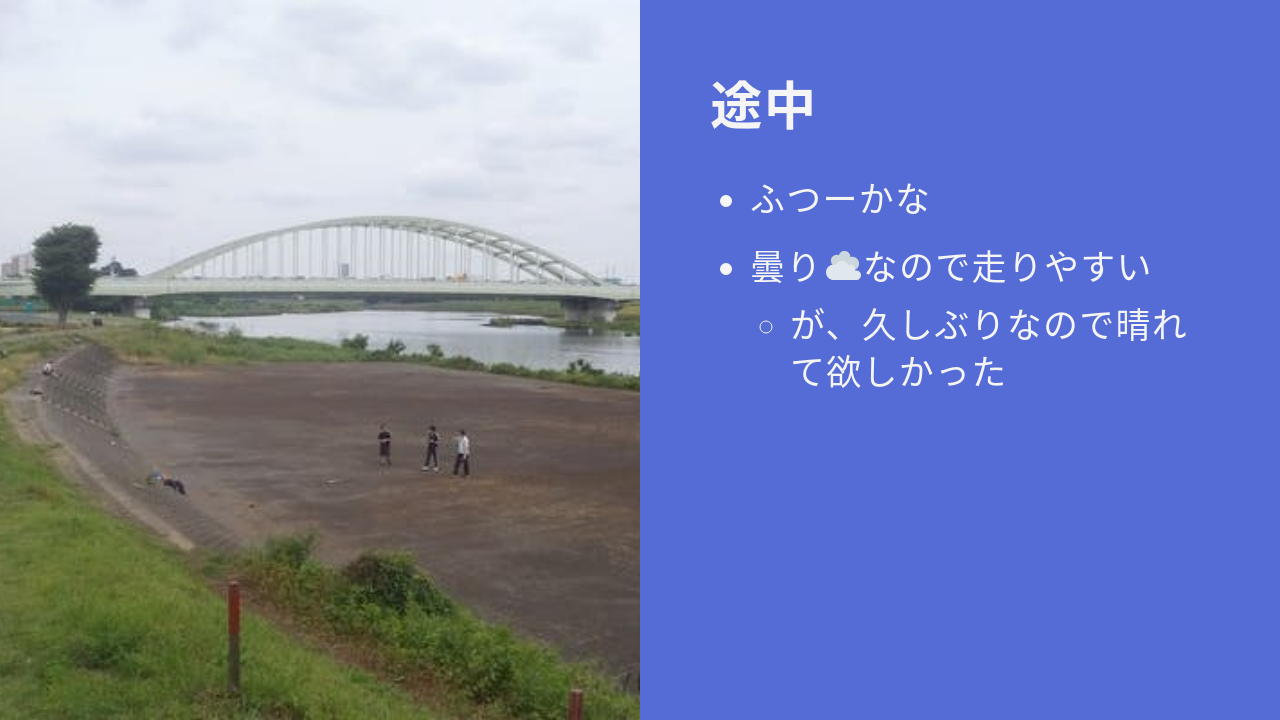 途中
ふつーかな
曇り☁なので走りやすい
が、久しぶりなので晴れ
て欲しかった